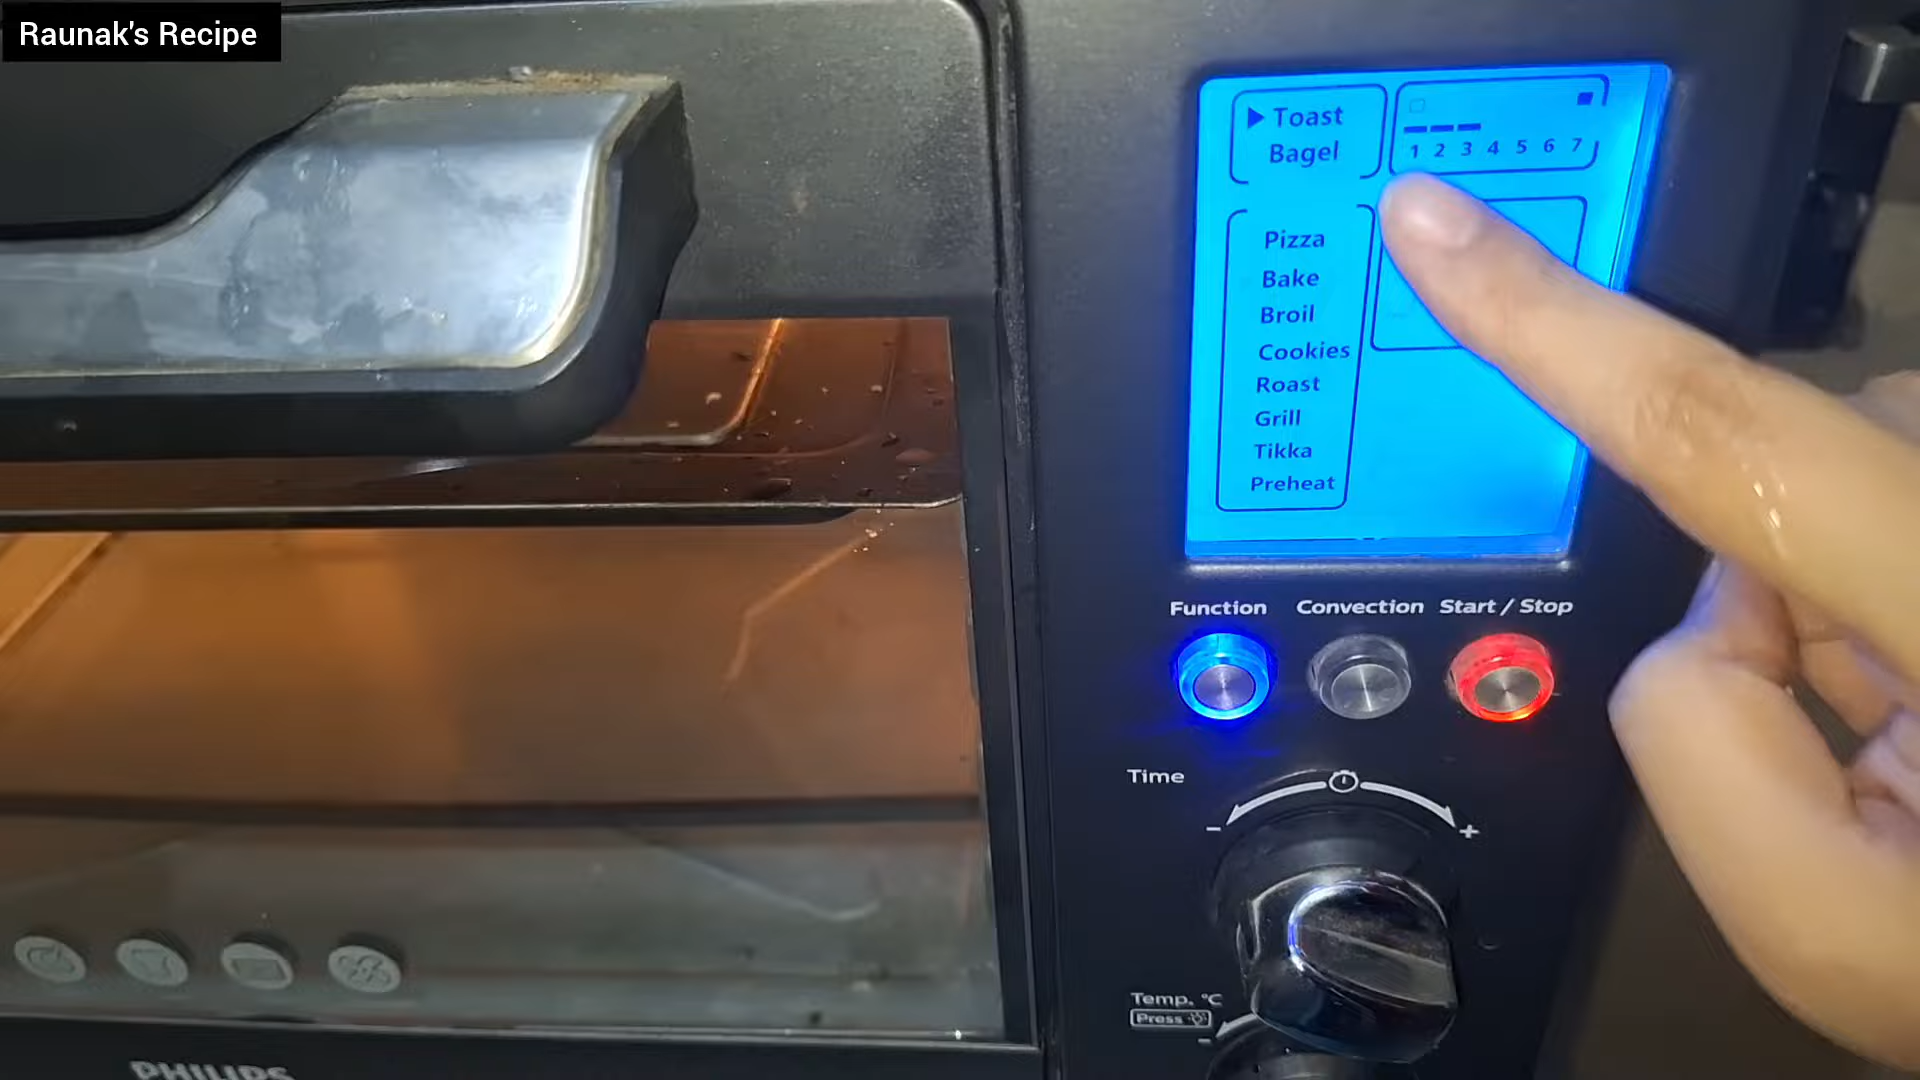 Raunak's Recipe
Toast
Bagel
1 2 3 4 5 6 7
Pizza
Bake
Broil
Cookies
Roast
Grill
Tikka
Preheat
Function Convection Start / Stop
Time
- +
Temp. °C
Press
-
PHILIPS